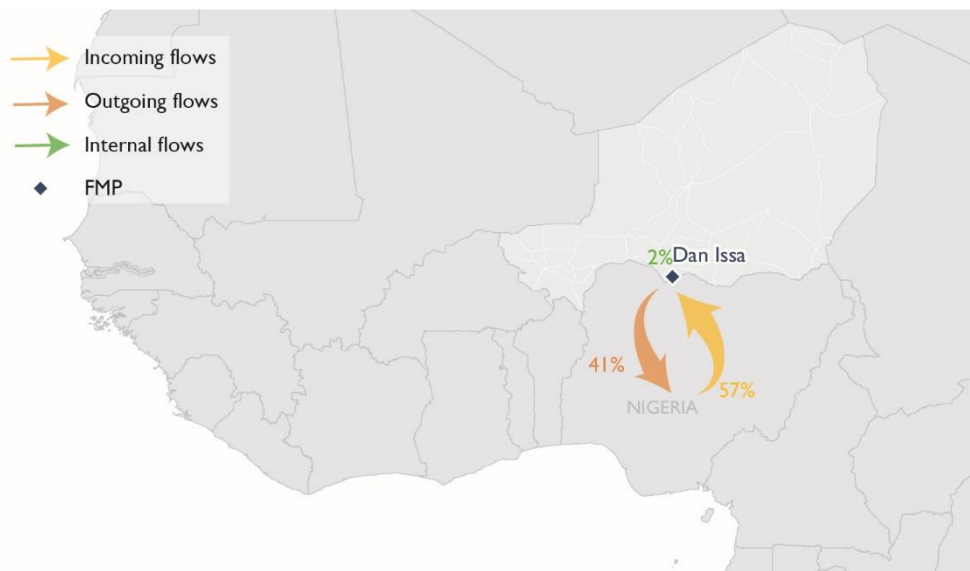 Incoming flows
Outgoing flows
Internal flows
FMP
2% Dan Issa
41%
57%
NIGERIA